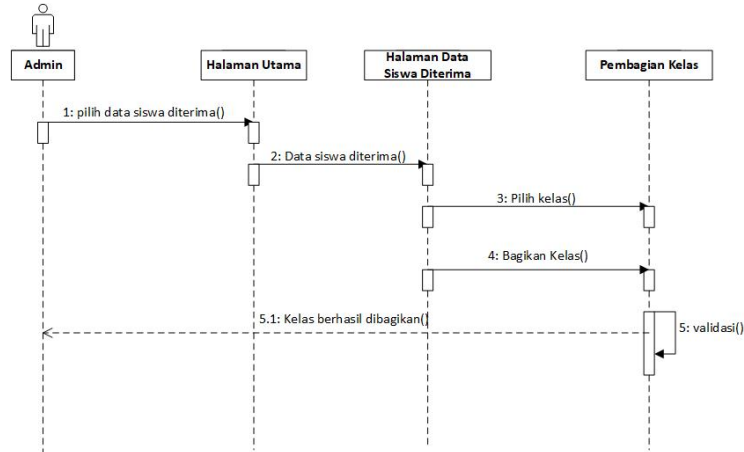 Admin
Halaman Utama
Halaman Data
Siswa Diterima
Pembagian Kelas
1: pilih data siswa diterima()
2: Data siswa diterima()
3: Pilih kelas()
4: Bagikan Kelas()
5.1: Kelas berhasil dibagikan()
5: validasi()